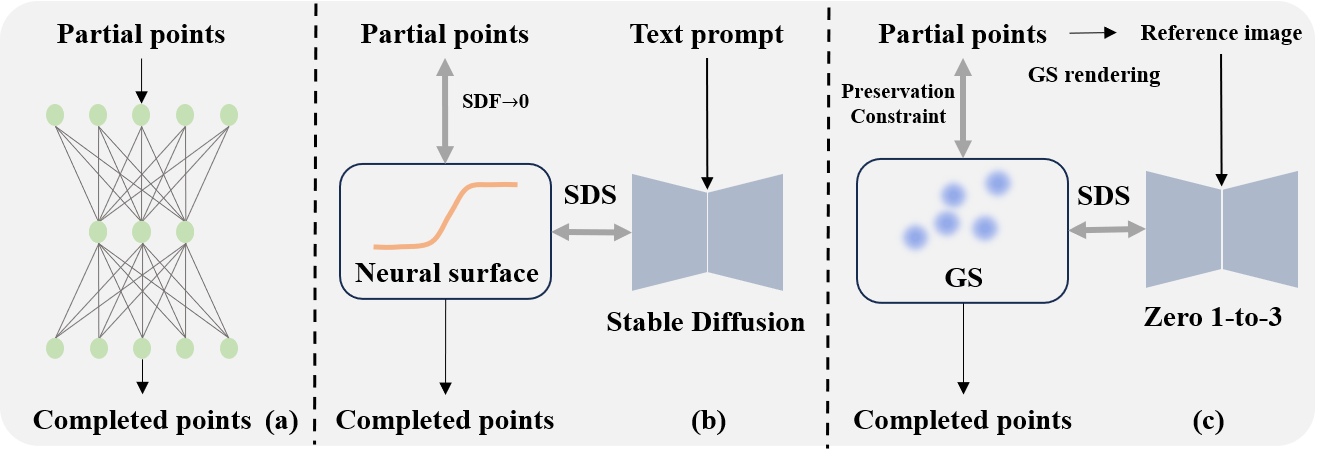 Partial points
Completed points (a)
Partial points
Text prompt
SDF→0
SDS
Neural surface
Stable Diffusion
Completed points
(b)
Partial points
Reference image
GS rendering
Preservation
Constraint
SDS
GS
Zero 1-to-3
Completed points
(c)